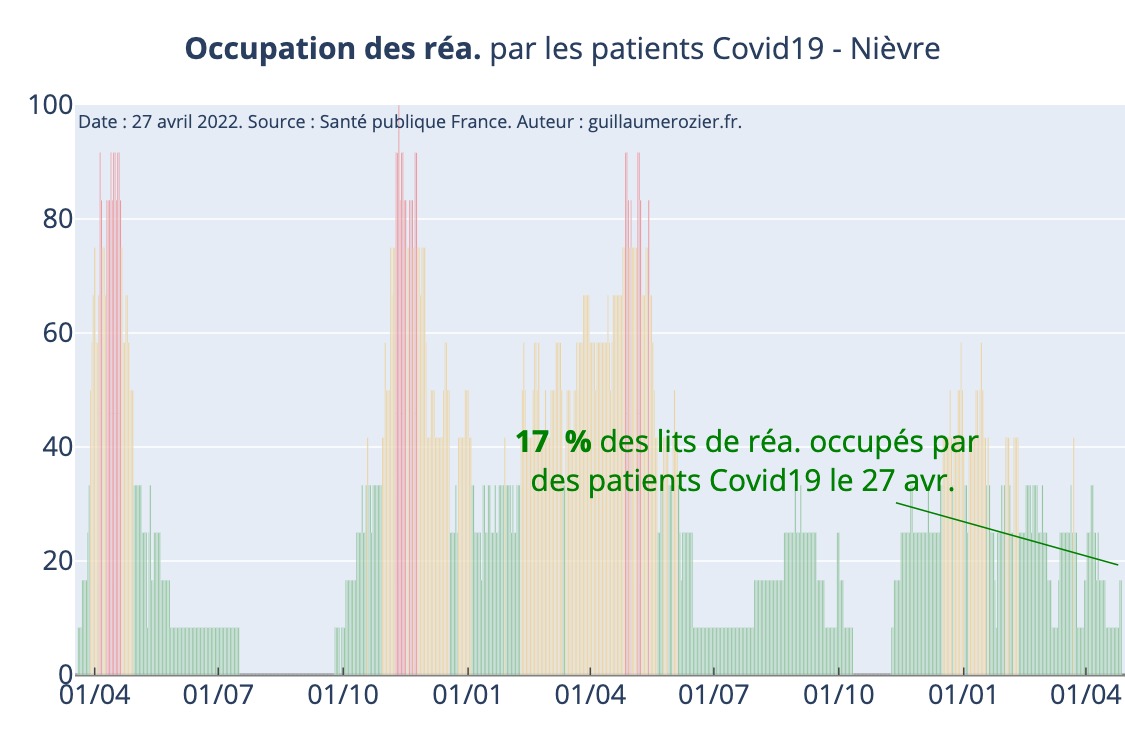 Occupation des réa. par les patients Covid19 - Nièvre
100
Date : 27 avril 2022. Source : Santé publique France. Auteur : guillaumerozier.fr.
80
60
40
17  % des lits de réa. occupés par
des patients Covid19 le 27 avr.
20
0
01/04 01/07 01/10 01/01 01/04 01/07 01/10 01/01 01/04